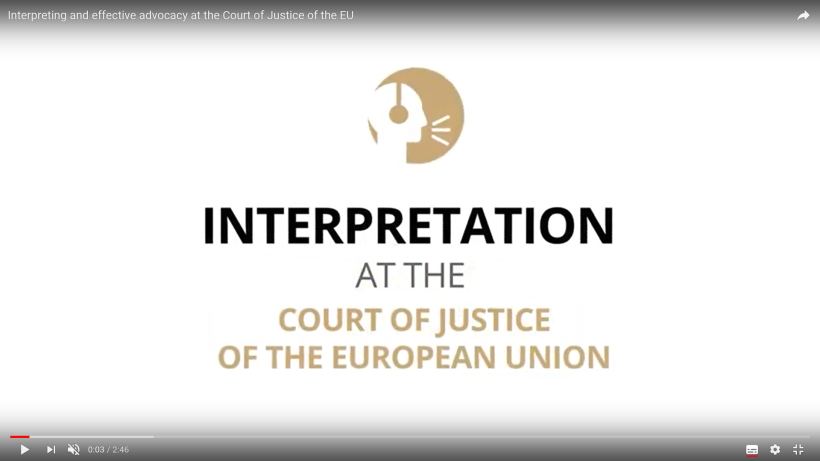 Interpreting and effective advocacy at the Court of Justice of the EU
INTERPRETATION
AT THE
COURT OF JUSTICE
OF THE EUROPEAN UNION
0:03 / 2:46